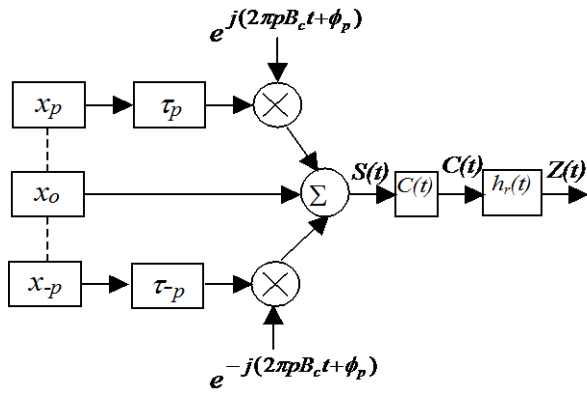 e^{j(2πpB_c t+ϕ_p)}
x_p
τ_p
x_o
Σ
S(t)
C(t)
C(t)
h_r(t)
Z(t)
x_{-p}
τ_{-p}
e^{-j(2πpB_c t+ϕ_p)}